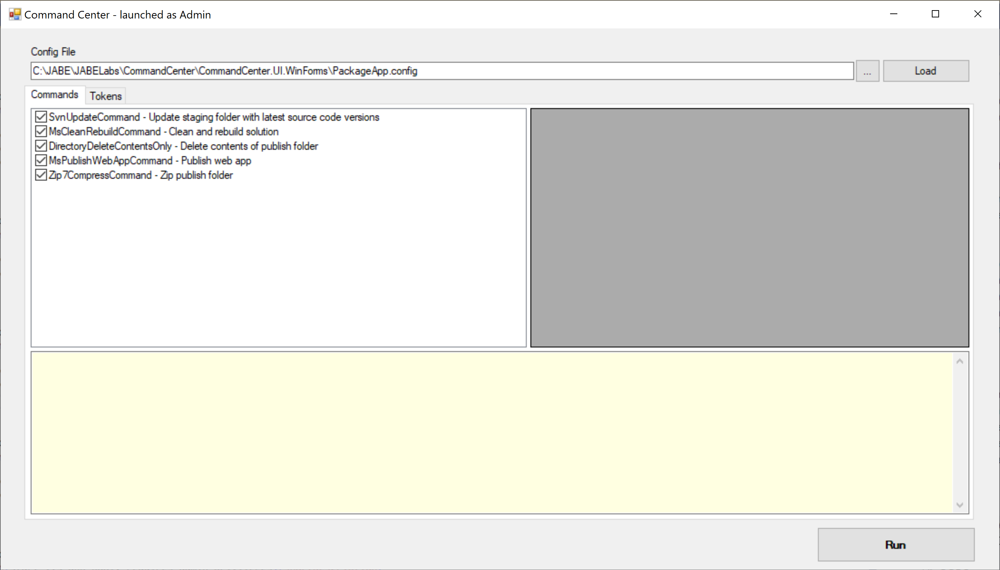 Command Center - launched as Admin
Config File
C:\JABE\JABELabs\CommandCenter\CommandCenter.UI.WinForms\PackageApp.config
...
Load
Commands
Tokens
SvnUpdateCommand - Update staging folder with latest source code versions
MsCleanRebuildCommand - Clean and rebuild solution
DirectoryDeleteContentsOnly - Delete contents of publish folder
MsPublishWebAppCommand - Publish web app
Zip7CompressCommand - Zip publish folder
Run